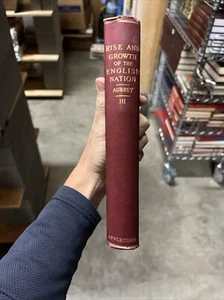 RISE AND
GROWTH
OF THE
ENGLISH
NATION
AUBREY
III
APPLETONS